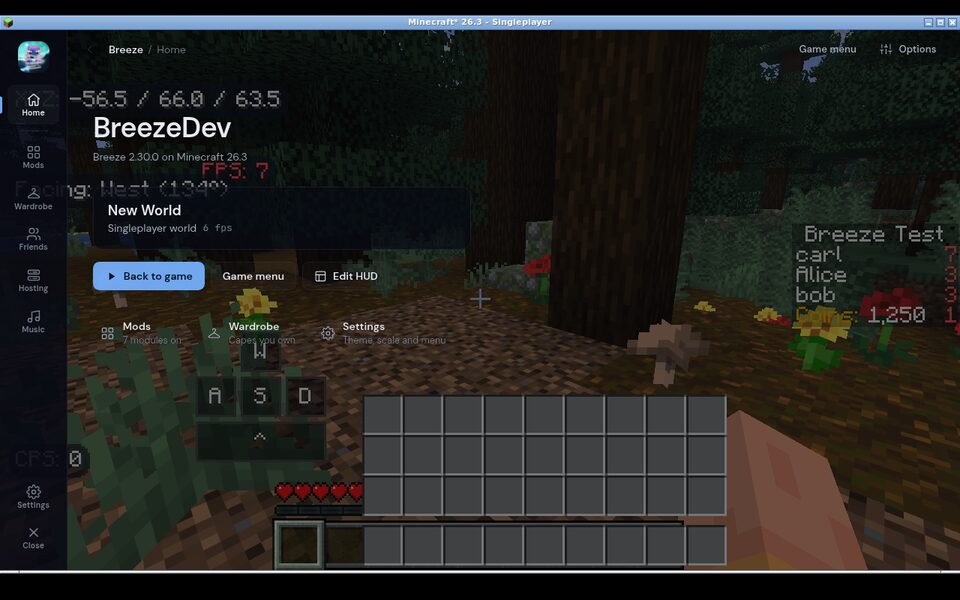 Minecraft* 26.3 - Singleplayer
Breeze / Home
Game menu
Options
Home
-56.5 / 66.0 / 63.5
BreezeDev
Breeze 2.30.0 on Minecraft 26.3
FPS: 7
Mods
Facing: West (134°)
Wardrobe
New World
Singleplayer world 6 fps
Friends
Breeze Test
carl 7
Alice 3
bob 3
Coins: 1,250 1
Back to game
Game menu
Edit HUD
Hosting
Music
Mods
7 modules on
Wardrobe
Capes you own
Settings
Theme, scale and menu
W
A S D
^
CPS: 0
Settings
Close